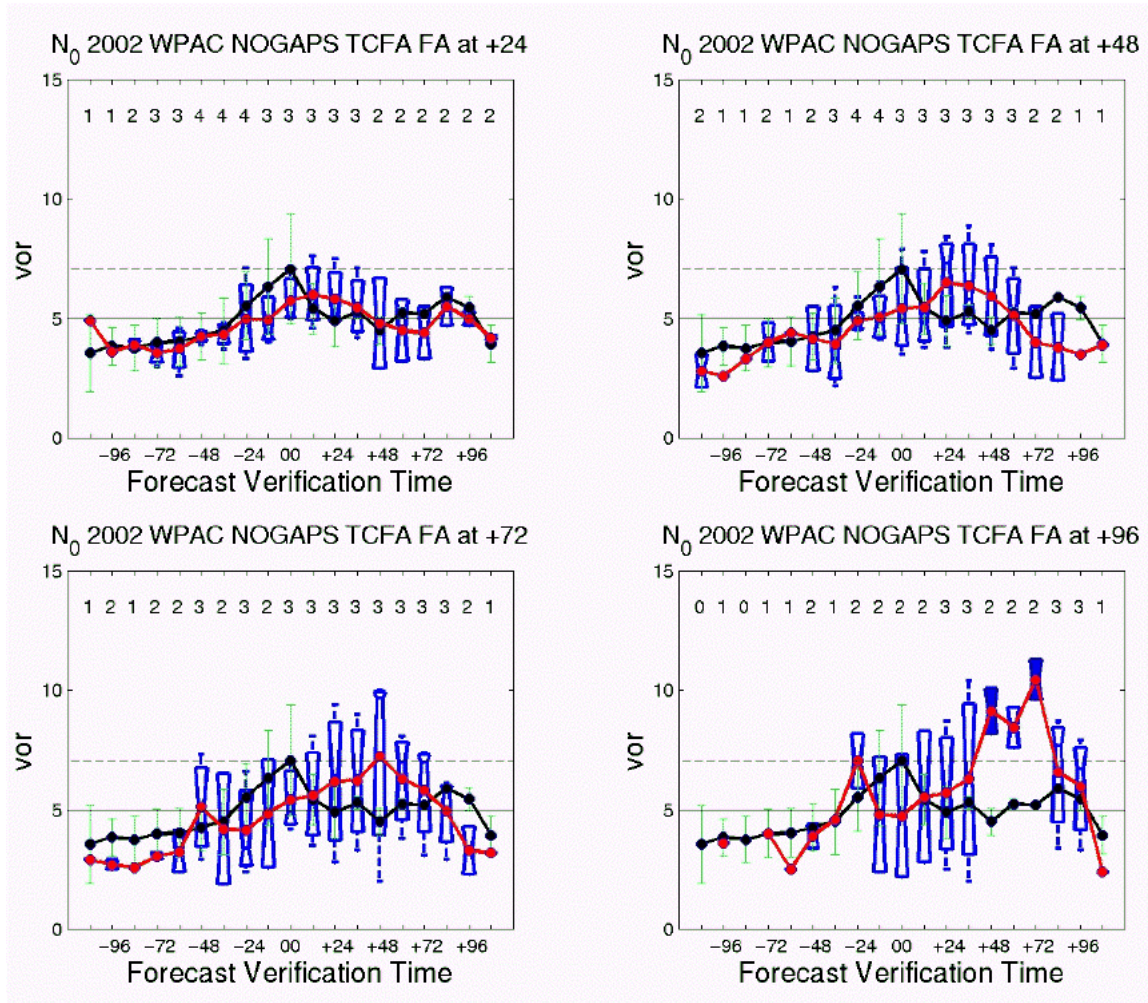 N0 2002 WPAC NOGAPS TCFA FA at +24
15
1 1 2 3 3 4 4 4 3 3 3 3 3 2 2 2 3 2 2
10
vor
5
0
-96 -72 -48 -24 00 +24 +48 +72 +96
Forecast Verification Time
N0 2002 WPAC NOGAPS TCFA FA at +48
15
2 1 1 2 1 2 3 4 4 3 3 3 3 3 3 2 2 1 1
10
vor
5
0
-96 -72 -48 -24 00 +24 +48 +72 +96
Forecast Verification Time
N0 2002 WPAC NOGAPS TCFA FA at +72
15
1 2 1 2 2 3 2 3 2 3 3 3 3 3 3 3 3 2 1
10
vor
5
0
-96 -72 -48 -24 00 +24 +48 +72 +96
Forecast Verification Time
N0 2002 WPAC NOGAPS TCFA FA at +96
15
0 1 0 1 1 2 1 2 2 2 2 3 3 2 2 2 3 3 1
10
vor
5
0
-96 -72 -48 -24 00 +24 +48 +72 +96
Forecast Verification Time